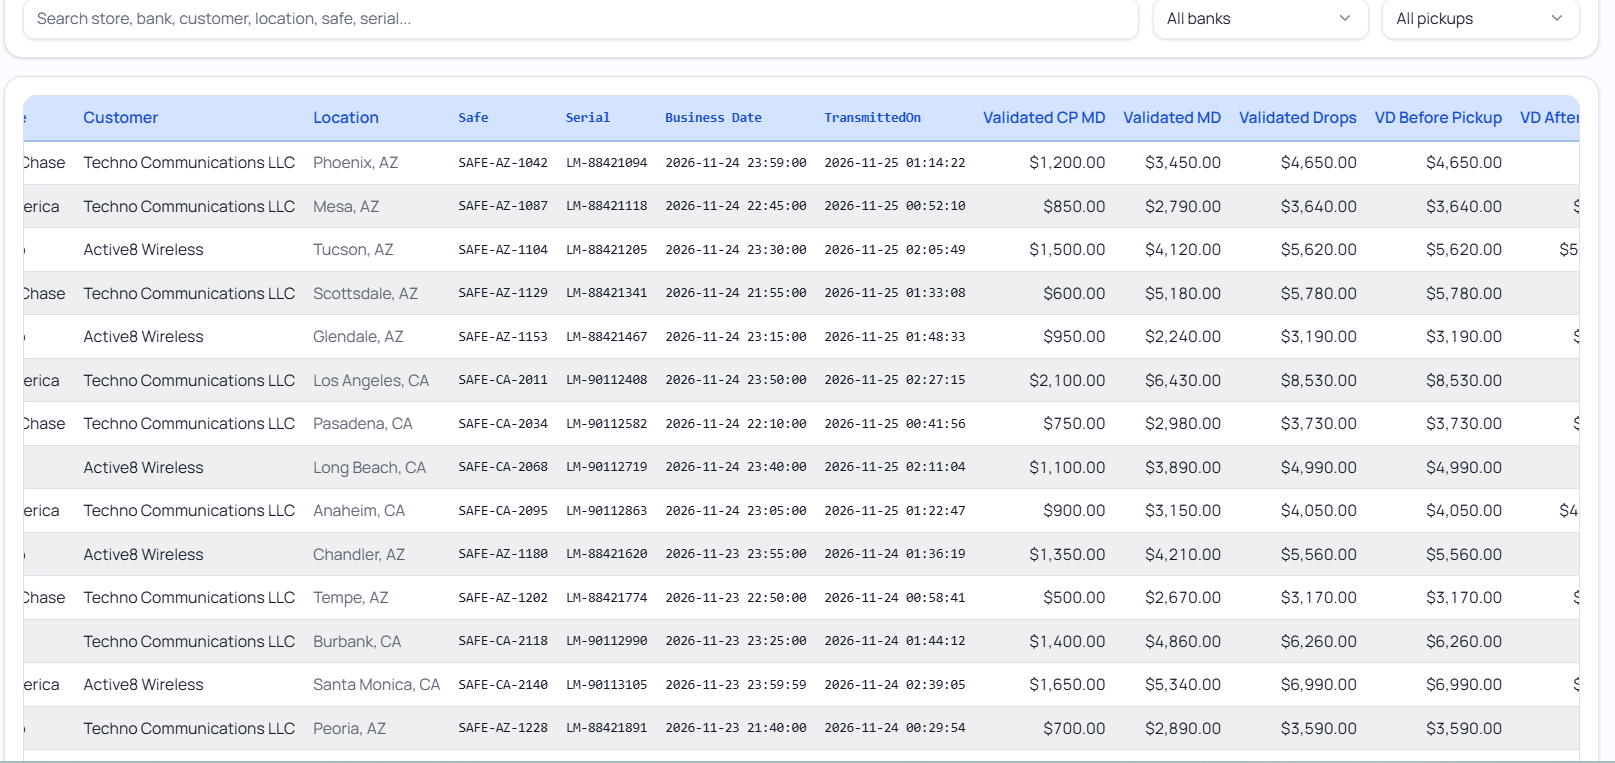 Search store, bank, customer, location, safe, serial... All banks All pickups
Customer Location Safe Serial Business Date TransmittedOn Validated CP MD Validated MD Validated Drops VD Before Pickup VD After
Chase Techno Communications LLC Phoenix, AZ SAFE-AZ-1042 LM-88421094 2026-11-24 23:59:00 2026-11-25 01:14:22 $1,200.00 $3,450.00 $4,650.00 $4,650.00
erica Techno Communications LLC Mesa, AZ SAFE-AZ-1087 LM-88421118 2026-11-24 22:45:00 2026-11-25 00:52:10 $850.00 $2,790.00 $3,640.00 $3,640.00 $
Active8 Wireless Tucson, AZ SAFE-AZ-1104 LM-88421205 2026-11-24 23:30:00 2026-11-25 02:05:49 $1,500.00 $4,120.00 $5,620.00 $5,620.00 $5
Chase Techno Communications LLC Scottsdale, AZ SAFE-AZ-1129 LM-88421341 2026-11-24 21:55:00 2026-11-25 01:33:08 $600.00 $5,180.00 $5,780.00 $5,780.00
Active8 Wireless Glendale, AZ SAFE-AZ-1153 LM-88421467 2026-11-24 23:15:00 2026-11-25 01:48:33 $950.00 $2,240.00 $3,190.00 $3,190.00 $
erica Techno Communications LLC Los Angeles, CA SAFE-CA-2011 LM-90112408 2026-11-24 23:50:00 2026-11-25 02:27:15 $2,100.00 $6,430.00 $8,530.00 $8,530.00
Chase Techno Communications LLC Pasadena, CA SAFE-CA-2034 LM-90112582 2026-11-24 22:10:00 2026-11-25 00:41:56 $750.00 $2,980.00 $3,730.00 $3,730.00 $
Active8 Wireless Long Beach, CA SAFE-CA-2068 LM-90112719 2026-11-24 23:40:00 2026-11-25 02:11:04 $1,100.00 $3,890.00 $4,990.00 $4,990.00
erica Techno Communications LLC Anaheim, CA SAFE-CA-2095 LM-90112863 2026-11-24 23:05:00 2026-11-25 01:22:47 $900.00 $3,150.00 $4,050.00 $4,050.00 $4
Active8 Wireless Chandler, AZ SAFE-AZ-1180 LM-88421620 2026-11-23 23:55:00 2026-11-24 01:36:19 $1,350.00 $4,210.00 $5,560.00 $5,560.00
Chase Techno Communications LLC Tempe, AZ SAFE-AZ-1202 LM-88421774 2026-11-23 22:50:00 2026-11-24 00:58:41 $500.00 $2,670.00 $3,170.00 $3,170.00 $
Techno Communications LLC Burbank, CA SAFE-CA-2118 LM-90112990 2026-11-23 23:25:00 2026-11-24 01:44:12 $1,400.00 $4,860.00 $6,260.00 $6,260.00
erica Active8 Wireless Santa Monica, CA SAFE-CA-2140 LM-90113105 2026-11-23 23:59:59 2026-11-24 02:39:05 $1,650.00 $5,340.00 $6,990.00 $6,990.00 $
Techno Communications LLC Peoria, AZ SAFE-AZ-1228 LM-88421891 2026-11-23 21:40:00 2026-11-24 00:29:54 $700.00 $2,890.00 $3,590.00 $3,590.00